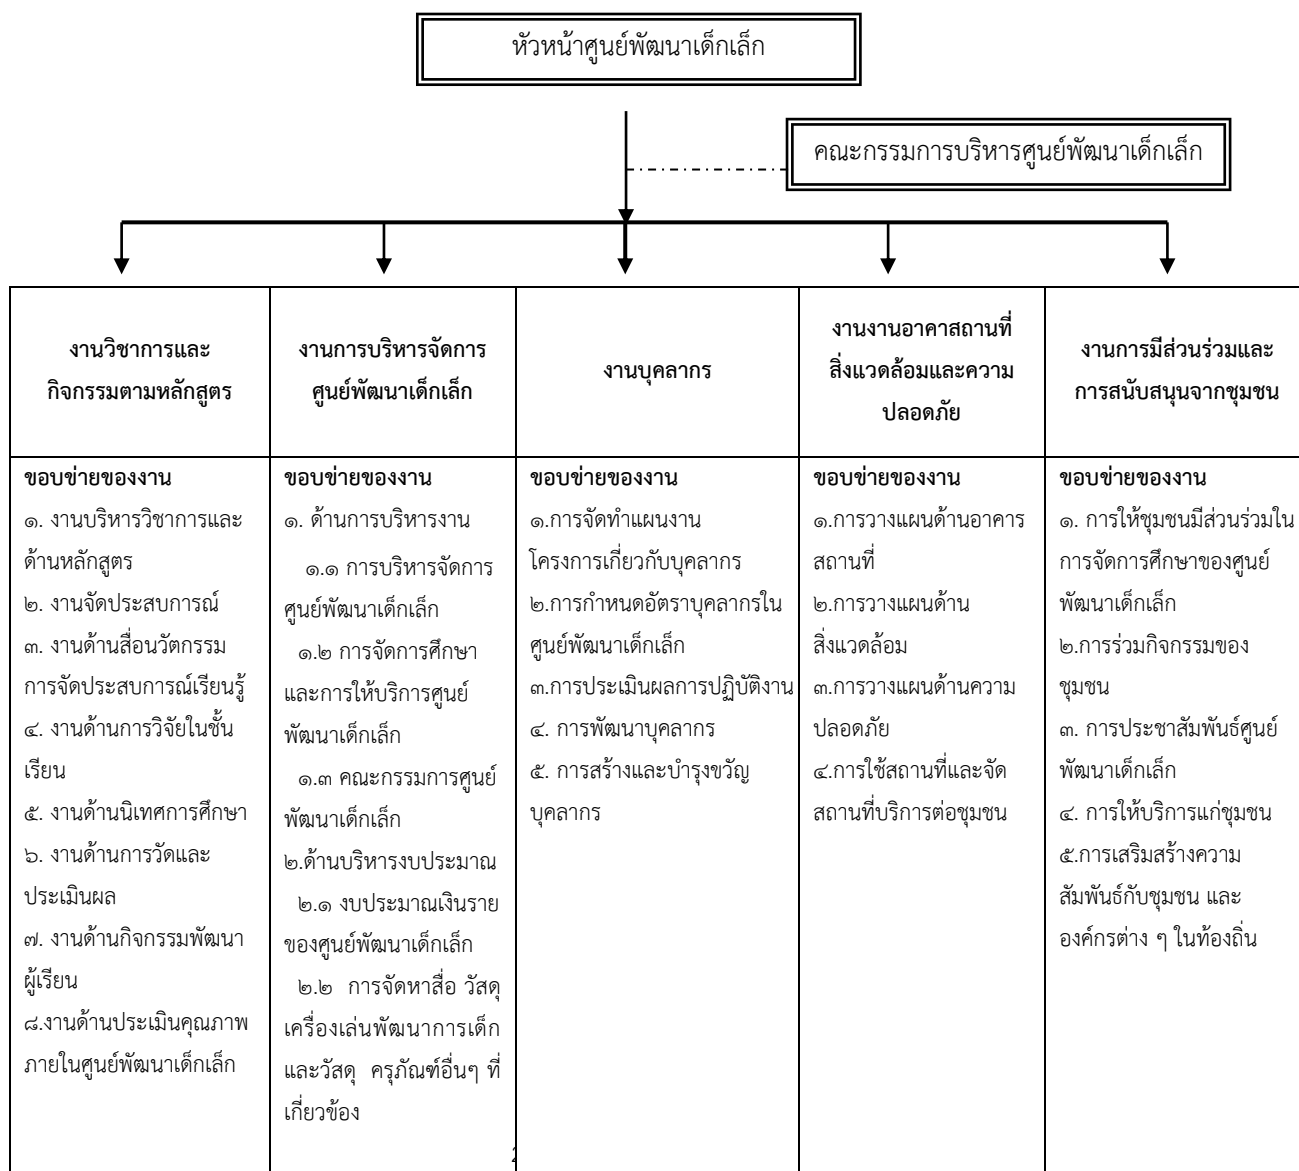 หัวหน้าศูนย์พัฒนาเด็กเล็ก
คณะกรรมการบริหารศูนย์พัฒนาเด็กเล็ก
งานวิชาการและ
กิจกรรมตามหลักสูตร
งานการบริหารจัดการ
ศูนย์พัฒนาเด็กเล็ก
งานบุคลากร
งานงานอาคาสถานที่
สิ่งแวดล้อมและความ
ปลอดภัย
งานการมีส่วนร่วมและ
การสนับสนุนจากชุมชน
ขอบข่ายของงาน
๑. งานบริหารวิชาการและ
ด้านหลักสูตร
๒. งานจัดประสบการณ์
๓. งานด้านสื่อนวัตกรรม
การจัดประสบการณ์เรียนรู้
๔. งานด้านการวิจัยในชั้น
เรียน
๕. งานด้านนิเทศการศึกษา
๖. งานด้านการวัดและ
ประเมินผล
๗. งานด้านกิจกรรมพัฒนา
ผู้เรียน
๘.งานด้านประเมินคุณภาพ
ภายในศูนย์พัฒนาเด็กเล็ก
ขอบข่ายของงาน
๑. ด้านการบริหารงาน
๑.๑ การบริหารจัดการ
ศูนย์พัฒนาเด็กเล็ก
๑.๒ การจัดการศึกษา
และการให้บริการศูนย์
พัฒนาเด็กเล็ก
๑.๓ คณะกรรมการศูนย์
พัฒนาเด็กเล็ก
๒.ด้านบริหารงบประมาณ
๒.๑ งบประมาณเงินราย
ของศูนย์พัฒนาเด็กเล็ก
๒.๒ การจัดหาสื่อ วัสดุ
เครื่องเล่นพัฒนาการเด็ก
และวัสดุ ครุภัณฑ์อื่นๆ ที่
เกี่ยวข้อง
ขอบข่ายของงาน
๑.การจัดทำแผนงาน
โครงการเกี่ยวกับบุคลากร
๒.การกำหนดอัตราบุคลากรใน
ศูนย์พัฒนาเด็กเล็ก
๓.การประเมินผลการปฏิบัติงาน
๔. การพัฒนาบุคลากร
๕. การสร้างและบำรุงขวัญ
บุคลากร
ขอบข่ายของงาน
๑.การวางแผนด้านอาคาร
สถานที่
๒.การวางแผนด้าน
สิ่งแวดล้อม
๓.การวางแผนด้านความ
ปลอดภัย
๔.การใช้สถานที่และจัด
สถานที่บริการต่อชุมชน
ขอบข่ายของงาน
๑. การให้ชุมชนมีส่วนร่วมใน
การจัดการศึกษาของศูนย์
พัฒนาเด็กเล็ก
๒.การร่วมกิจกรรมของ
ชุมชน
๓. การประชาสัมพันธ์ศูนย์
พัฒนาเด็กเล็ก
๔. การให้บริการแก่ชุมชน
๕.การเสริมสร้างความ
สัมพันธ์กับชุมชน และ
องค์กรต่าง ๆ ในท้องถิ่น